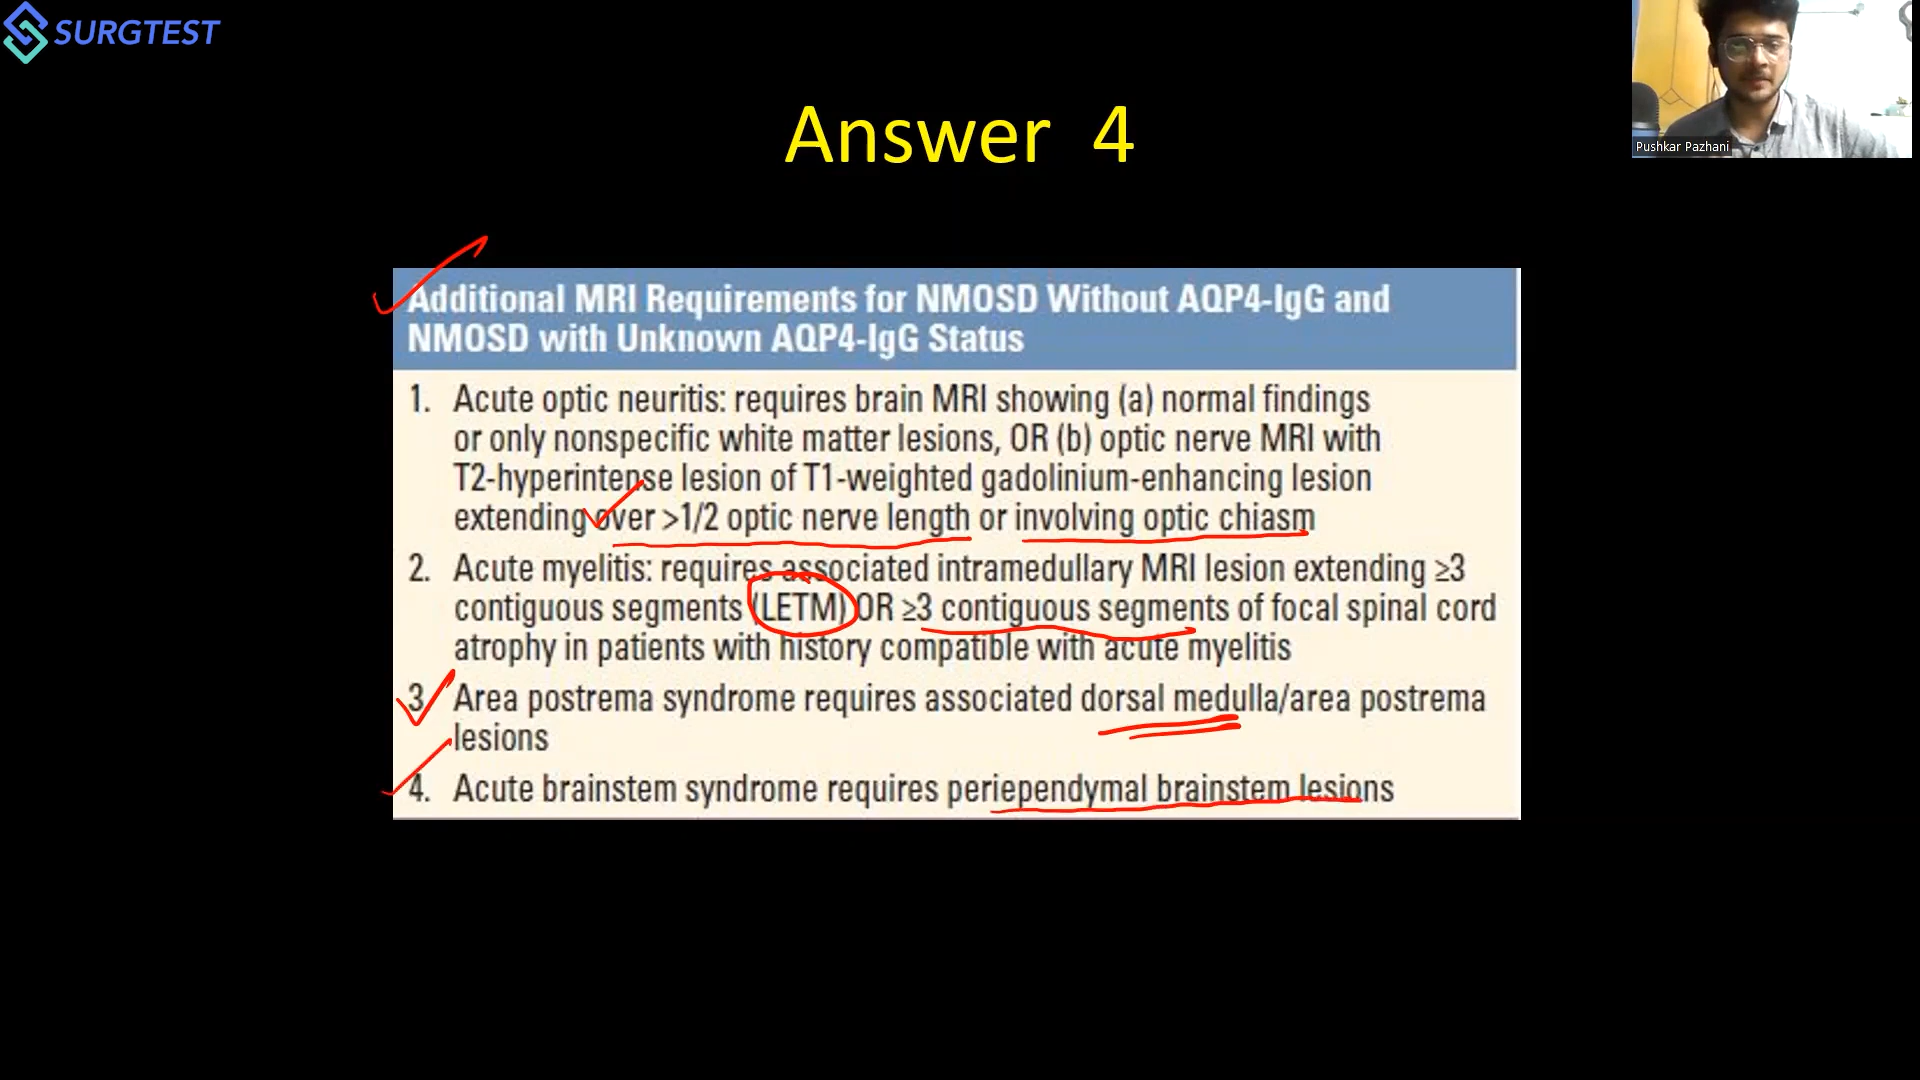 SURGTEST
Pushkar Pazhani
Answer 4
Additional MRI Requirements for NMOSD Without AQP4-IgG and
NMOSD with Unknown AQP4-IgG Status
1. Acute optic neuritis: requires brain MRI showing (a) normal findings
or only nonspecific white matter lesions, OR (b) optic nerve MRI with
T2-hyperintense lesion of T1-weighted gadolinium-enhancing lesion
extending over >1/2 optic nerve length or involving optic chiasm
2. Acute myelitis: requires associated intramedullary MRI lesion extending ≥3
contiguous segments (LETM) OR ≥3 contiguous segments of focal spinal cord
atrophy in patients with history compatible with acute myelitis
3. Area postrema syndrome requires associated dorsal medulla/area postrema
lesions
4. Acute brainstem syndrome requires periependymal brainstem lesions